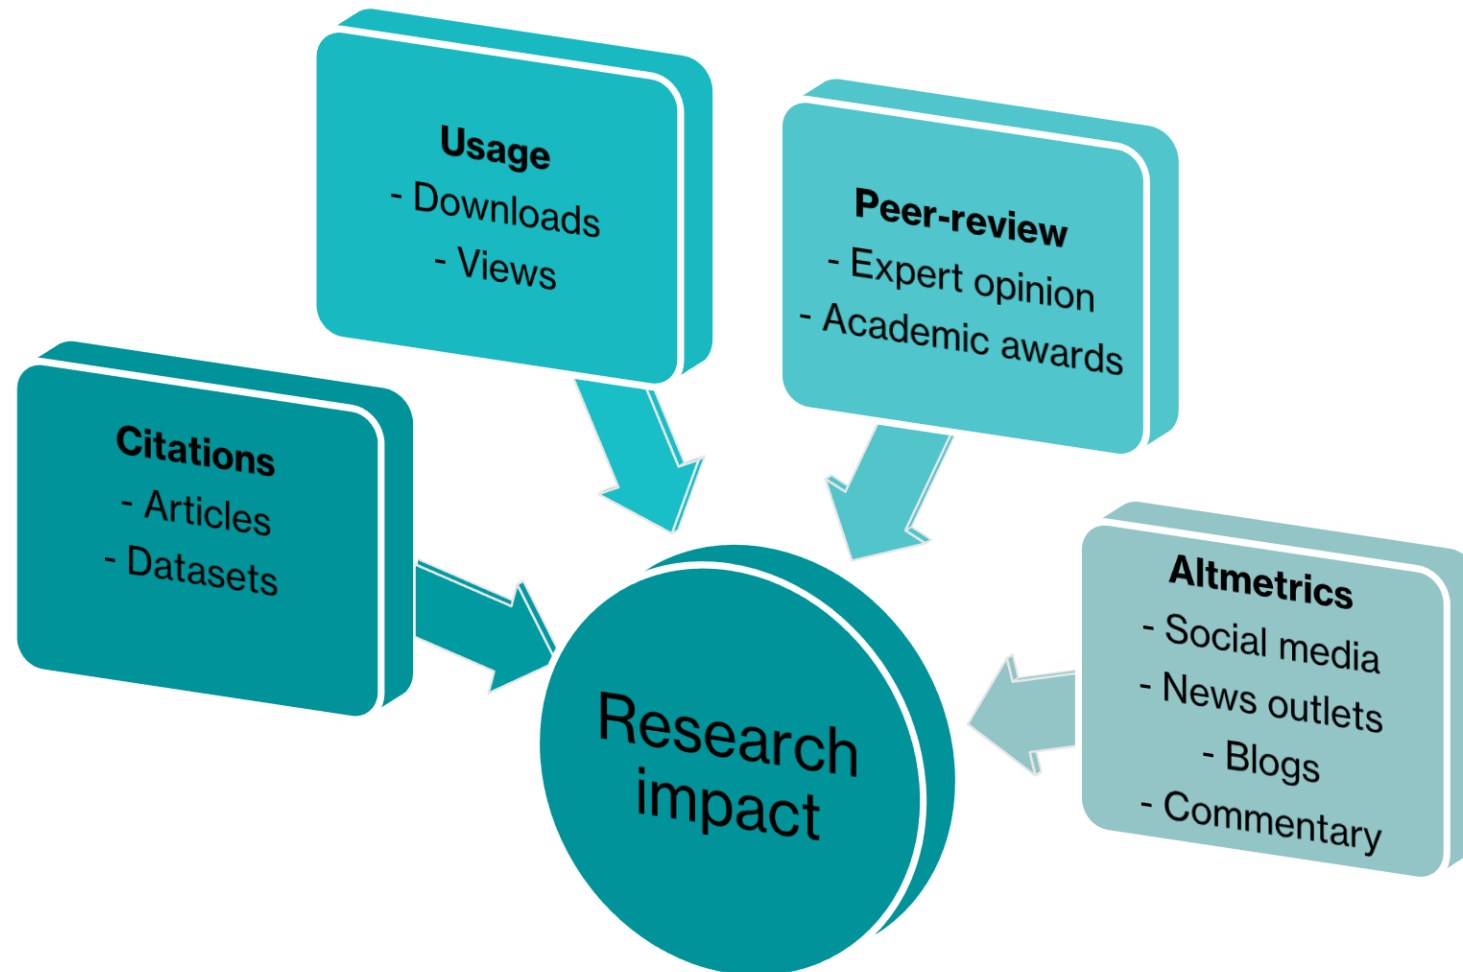 Usage
- Downloads
- Views
Peer-review
- Expert opinion
- Academic awards
Citations
- Articles
- Datasets
Altmetrics
- Social media
- News outlets
- Blogs
- Commentary
Research
impact